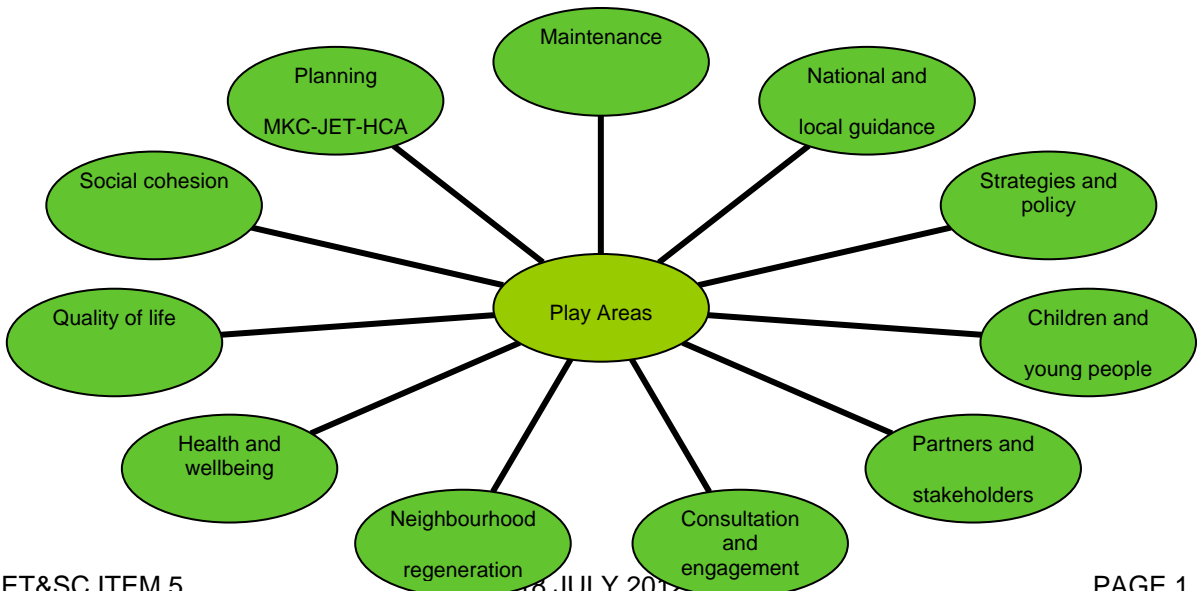 Maintenance
Planning
MKC-JET-HCA
National and
local guidance
Social cohesion
Strategies and
policy
Play Areas
Quality of life
Children and
young people
Health and
wellbeing
Partners and
stakeholders
Neighbourhood
regeneration
Consultation
and
engagement
ET&SC ITEM 5
JULY
PAGE 1